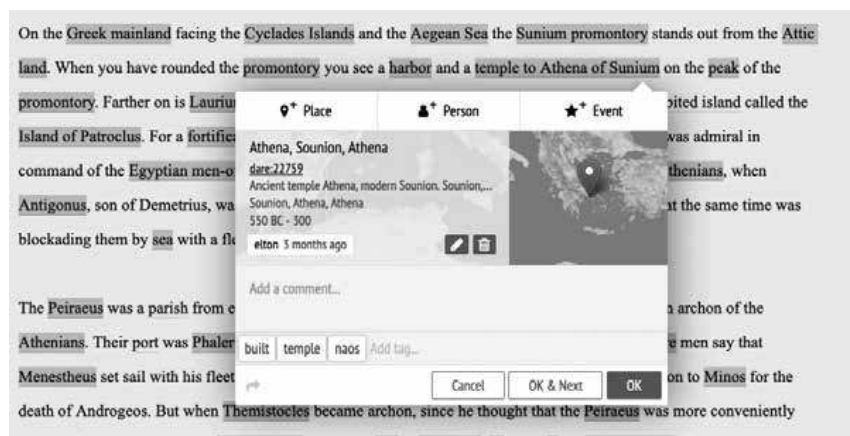 On the Greek mainland facing the Cyclades Islands and the Aegean Sea the Sunium promontory stands out from the Attic
land. When you have rounded the promontory you see a harbor and a temple to Athena of Sunium on the peak of the
promontory. Farther on is Laurium
bited island called the
Place
Person
Event
Island of Patroclus. For a fortific
was admiral in
Athena, Sounion, Athena
command of the Egyptian men-o
thenians, when
dare:22759
Ancient temple Athena, modern Sounion. Sounion,...
Antigonus, son of Demetrius, wa
at the same time was
Sounion, Athena, Athena
550 BC - 300
blockading them by sea with a fle
elton 3 months ago
Add a comment...
The Peiraeus was a parish from e
archon of the
Athenians. Their port was Phaler
men say that
built temple naos Add tag...
Menestheus set sail with his fleet
on to Minos for the
Cancel
OK & Next
OK
death of Androgeos. But when Themistocles became archon, since he thought that the Peiraeus was more conveniently